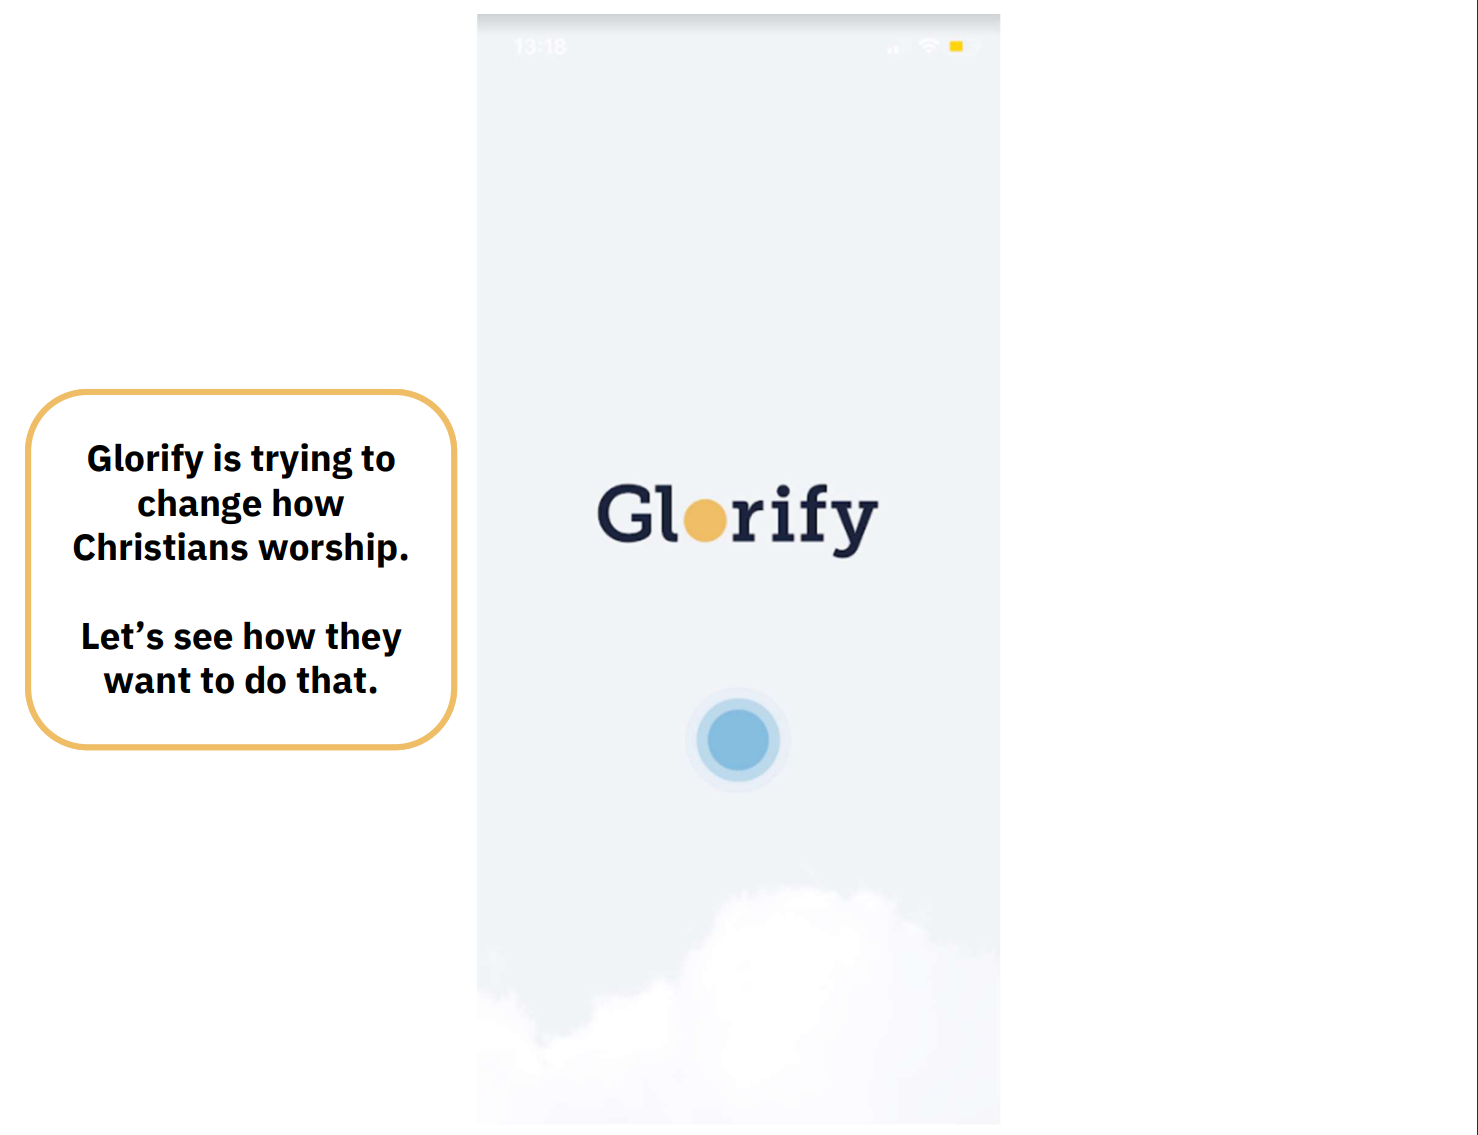 13:18
Glorify
Glorify is trying to
change how
Christians worship.
Let’s see how they
want to do that.